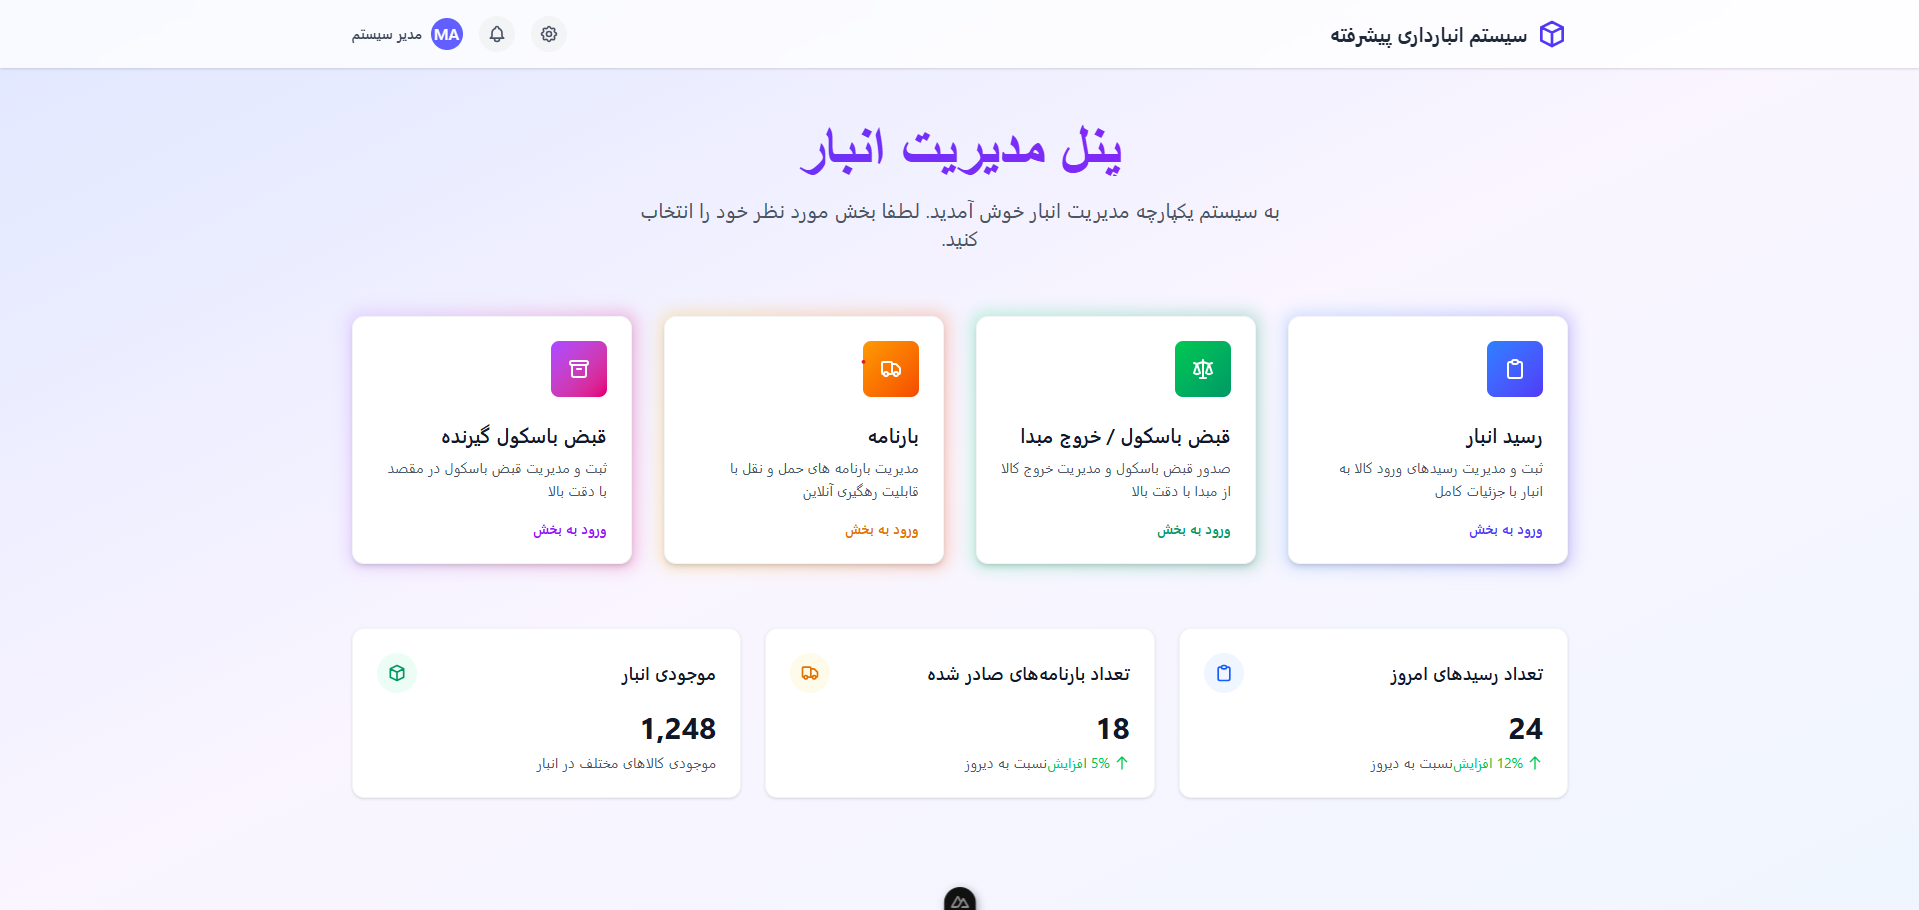 سیستم انبارداری پیشرفته
MA
مدیر سیستم
پنل مدیریت انبار
به سیستم یکپارچه مدیریت انبار خوش آمدید. لطفا بخش مورد نظر خود را انتخاب
کنید.
رسید انبار
ثبت و مدیریت رسیدهای ورود کالا به
انبار با جزئیات کامل
ورود به بخش
قبض باسکول / خروج مبدا
صدور قبض باسکول و مدیریت خروج کالا
از مبدا با دقت بالا
ورود به بخش
بارنامه
مدیریت بارنامه های حمل و نقل با
قابلیت رهگیری آنلاین
ورود به بخش
قبض باسکول گیرنده
ثبت و مدیریت قبض باسکول در مقصد
با دقت بالا
ورود به بخش
تعداد رسیدهای امروز
24
↑ 12% افزایش‌نسبت به دیروز
تعداد بارنامه‌های صادر شده
18
↑ 5% افزایش‌نسبت به دیروز
موجودی انبار
1,248
موجودی کالاهای مختلف در انبار